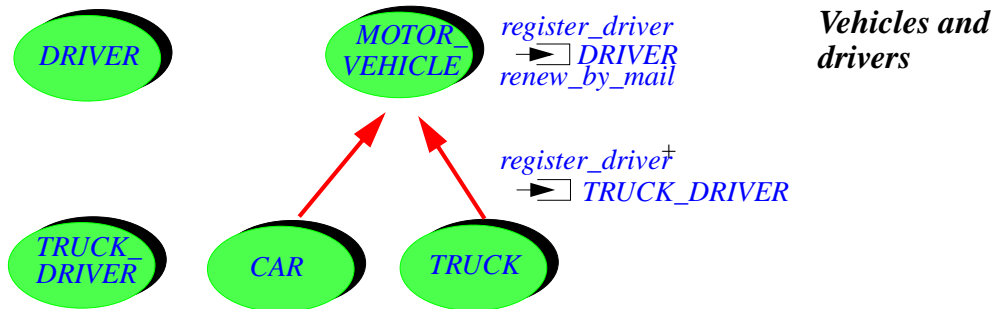 DRIVER
MOTOR_
VEHICLE
register_driver
DRIVER
renew_by_mail
Vehicles and
drivers
register_driver+
TRUCK_DRIVER
TRUCK_
DRIVER
CAR
TRUCK